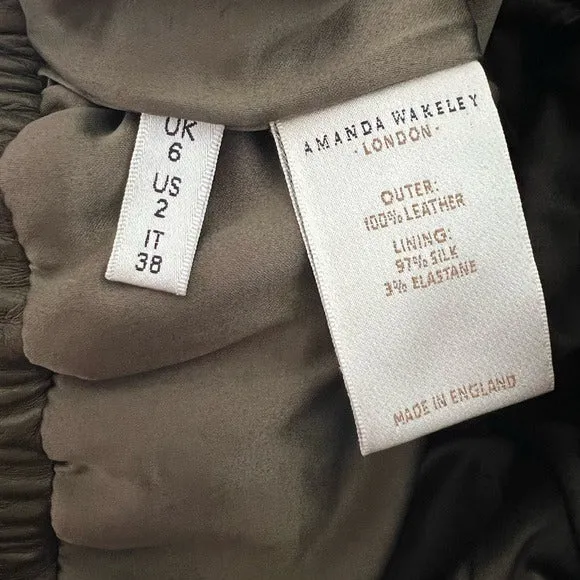 UK
6
US
2
IT
38
AMANDA WAKELEY
· LONDON ·
OUTER:
100% LEATHER
LINING:
97% SILK
3% ELASTANE
MADE IN ENGLAND